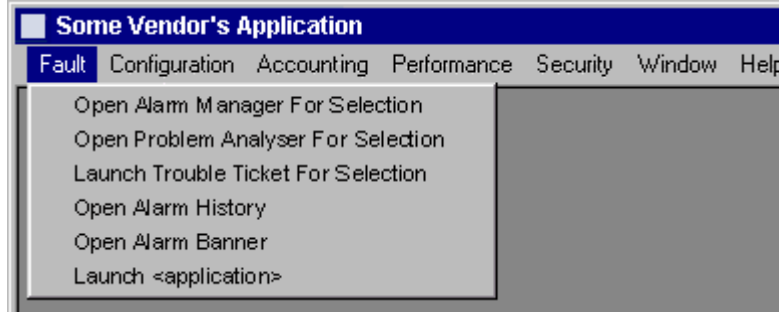 Some Vendor's Application
Fault Configuration Accounting Performance Security Window Help
Open Alarm Manager For Selection
Open Problem Analyser For Selection
Launch Trouble Ticket For Selection
Open Alarm History
Open Alarm Banner
Launch <application>